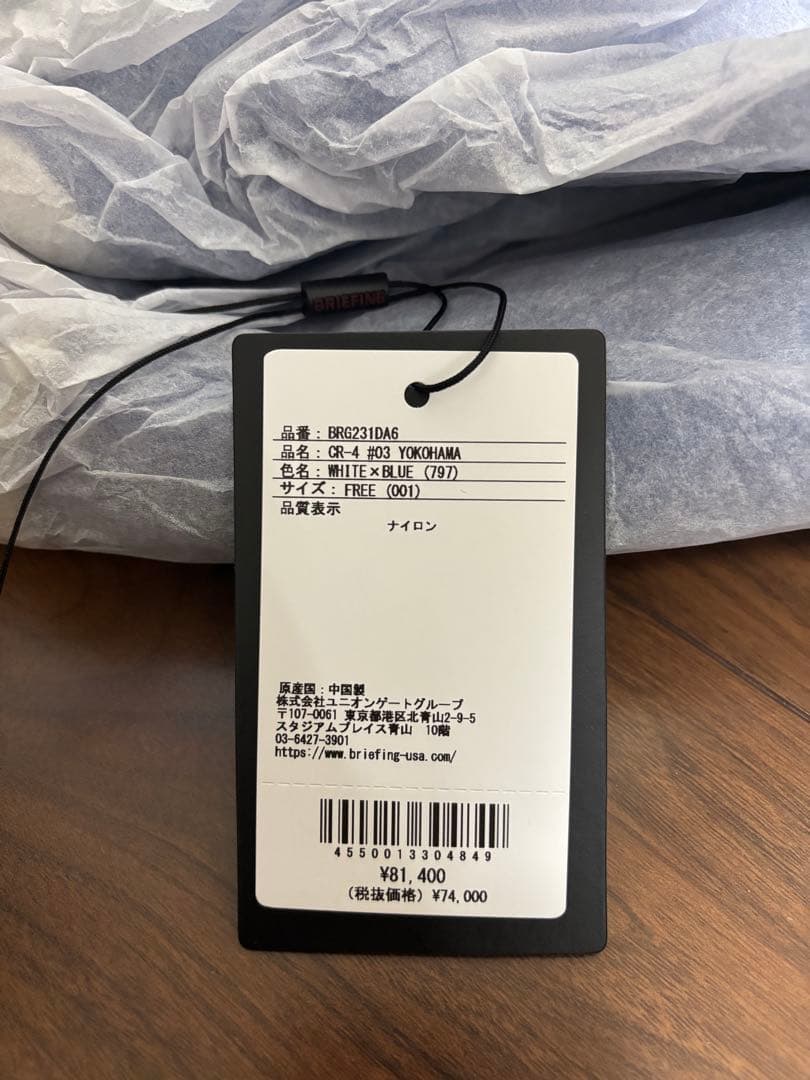 BRIEFING
品番：BRG231DA6
品名：CR-4 #03 YOKOHAMA
色名：WHITE×BLUE (797)
サイズ：FREE (001)
品質表示
ナイロン
原産国：中国製
株式会社ユニオンゲートグループ
〒107-0061 東京都港区北青山2-9-5
スタジアムプレイス青山 10階
03-6427-3901
https://www.briefing-usa.com/
4550013304849
¥81,400
(税抜価格) ¥74,000